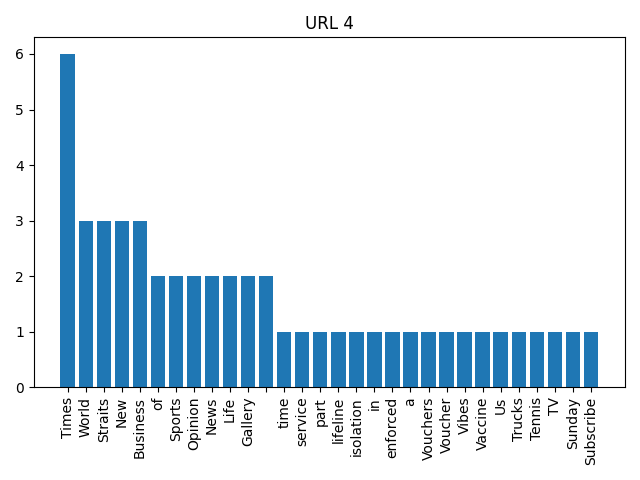 URL 4
6
5
4
3
2
1
0
Times
World
Straits
New
Business
of
Sports
Opinion
News
Life
Gallery
time
service
part
lifeline
isolation
in
enforced
a
Vouchers
Voucher
Vibes
Vaccine
Us
Trucks
Tennis
TV
Sunday
Subscribe